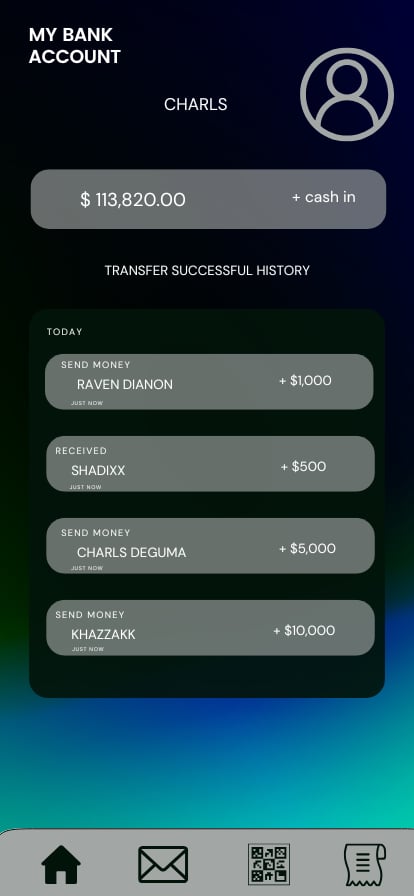 MY BANK
ACCOUNT
CHARLS
$ 113,820.00
+ cash in
TRANSFER SUCCESSFUL HISTORY
TODAY
SEND MONEY
RAVEN DIANON
+ $1,000
JUST NOW
RECEIVED
SHADIXX
+ $500
JUST NOW
SEND MONEY
CHARLS DEGUMA
+ $5,000
JUST NOW
SEND MONEY
KHAZZAKK
+ $10,000
JUST NOW